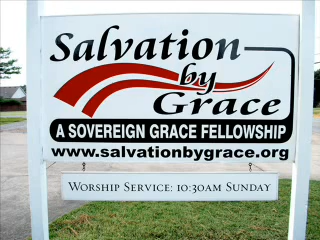 Salvation
by
Grace
A SOVEREIGN GRACE FELLOWSHIP
www.salvationbygrace.org
WORSHIP SERVICE: 10:30AM SUNDAY